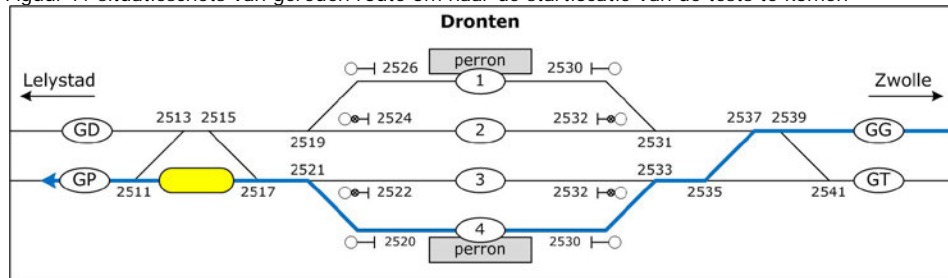 Dronten
2526 perron 2530
Lelystad 1 Zwolle
2513 2515 2524 2532 2537 2539
GD 2 GG
2519 2531
2521 2533
GP 3 GT
2511 2517 2522 2532 2535 2541
4
2520 perron 2530